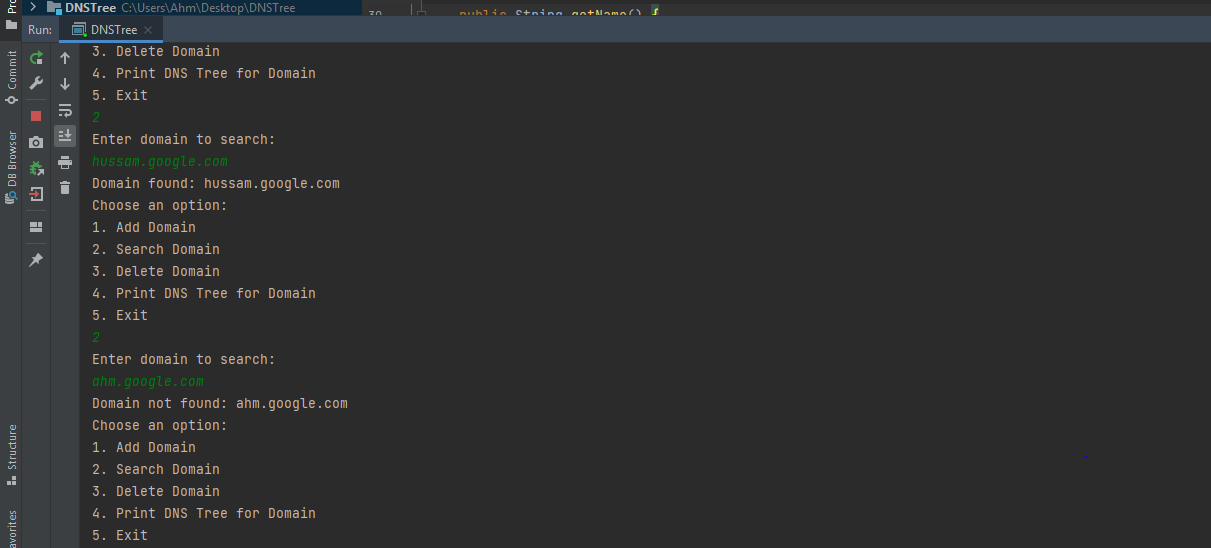 DNSTree C:\Users\Ahm\Desktop\DNSTree
39 public String getName() {
Run: DNSTree
Commit
DB Browser
Structure
3. Delete Domain
4. Print DNS Tree for Domain
5. Exit
2
Enter domain to search:
hussam.google.com
Domain found: hussam.google.com
Choose an option:
1. Add Domain
2. Search Domain
3. Delete Domain
4. Print DNS Tree for Domain
5. Exit
2
Enter domain to search:
ahm.google.com
Domain not found: ahm.google.com
Choose an option:
1. Add Domain
2. Search Domain
3. Delete Domain
4. Print DNS Tree for Domain
5. Exit